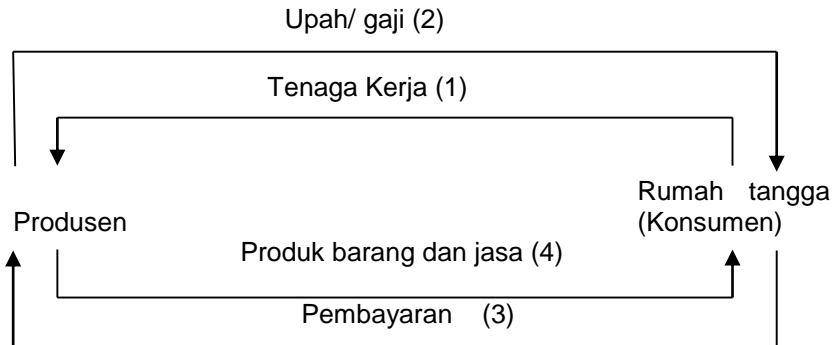 Upah/ gaji (2)
Tenaga Kerja (1)
Rumah tangga
(Konsumen)
Produsen
Produk barang dan jasa (4)
Pembayaran (3)